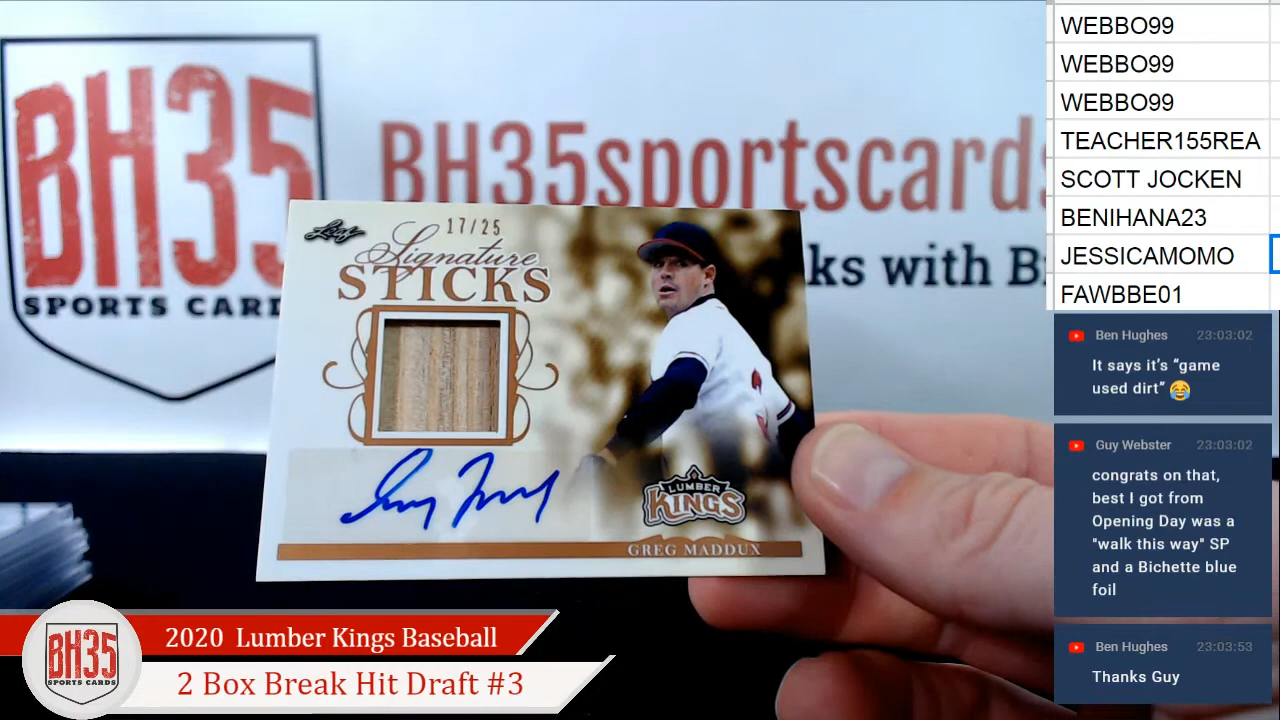 BH35
SPORTS CARD
BH35sportscards
ks with B
Leaf
17/25
Signature
STICKS
LUMBER
KINGS
GREG MADDUX
WEBBO99
WEBBO99
WEBBO99
TEACHER155REA
SCOTT JOCKEN
BENIHANA23
JESSICAMOMO
FAWBBE01
Ben Hughes 23:03:02
It says it's “game
used dirt” 😂
Guy Webster 23:03:02
congrats on that,
best I got from
Opening Day was a
"walk this way" SP
and a Bichette blue
foil
Ben Hughes 23:03:53
Thanks Guy
BH35
SPORTS CARDS
2020 Lumber Kings Baseball
2 Box Break Hit Draft #3